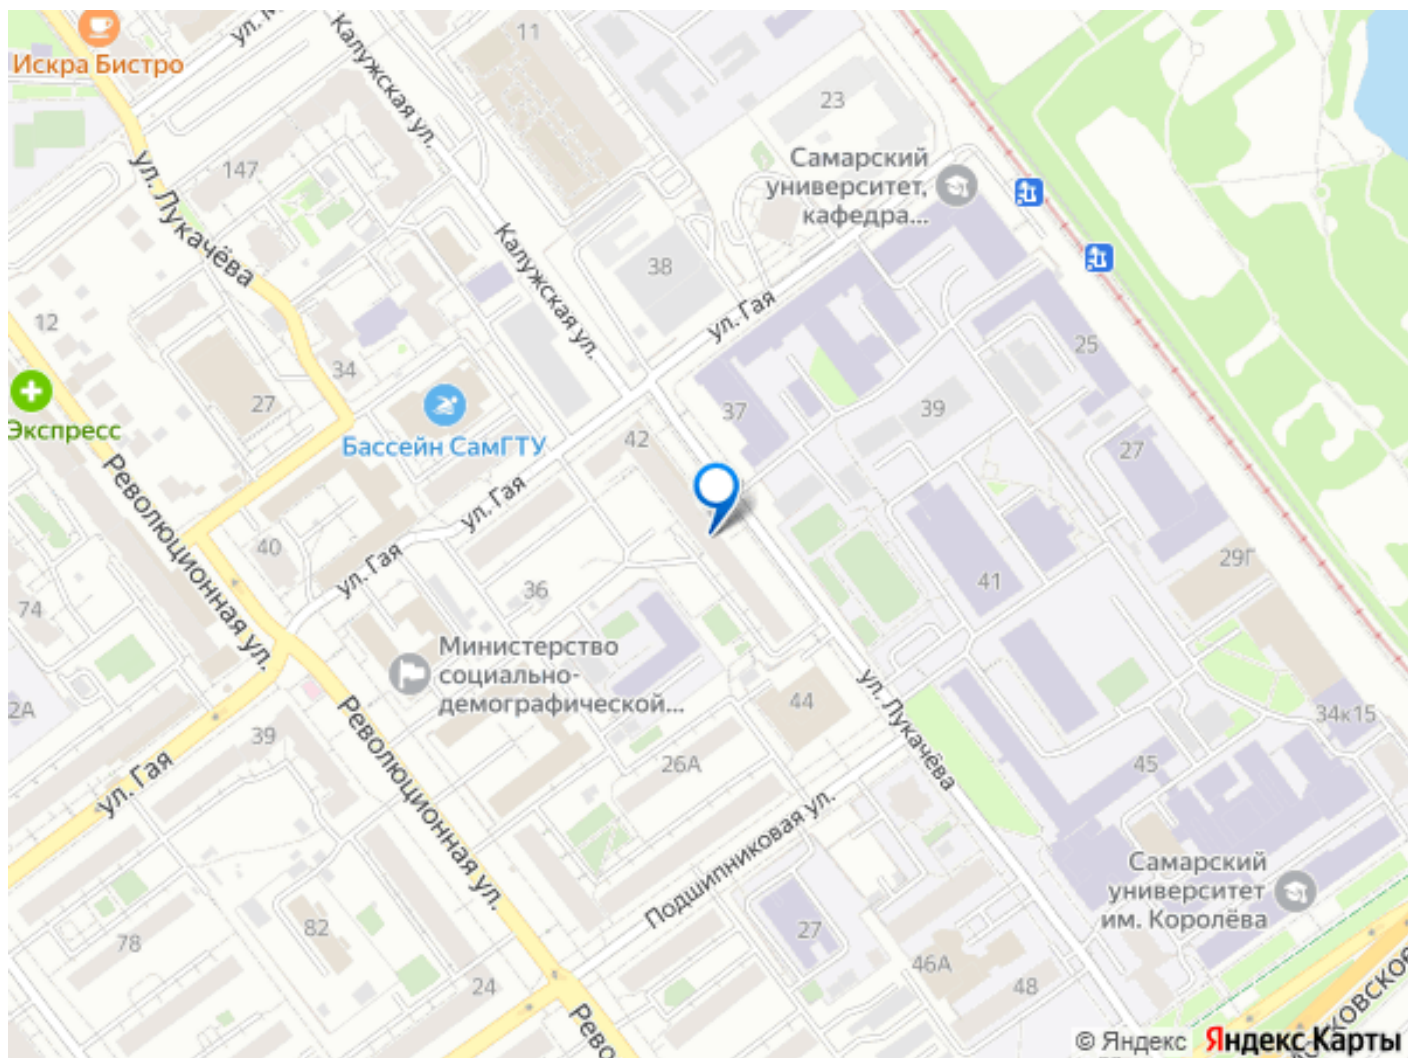 ул. М
Искра Бистро
Калужская ул.
11
23
147
ул. Лукачёва
Самарский
университет,
кафедра...
Калужская ул.
38
ул. Гая
12
34
25
27
37
39
Экспресс
Бассейн СамГТУ
42
27
Революционная ул.
ул. Гая
40
ул. Гая
36
41
29Г
74
Министерство
социально-
демографической...
2А
44
ул. Лукачёва
34к15
39
Революционная ул.
26А
45
ул. Гая
Подшипниковая ул.
Самарский
университет
им. Королёва
82
78
27
46А
48
24
Рево
ковское
© Яндекс Яндекс Карты